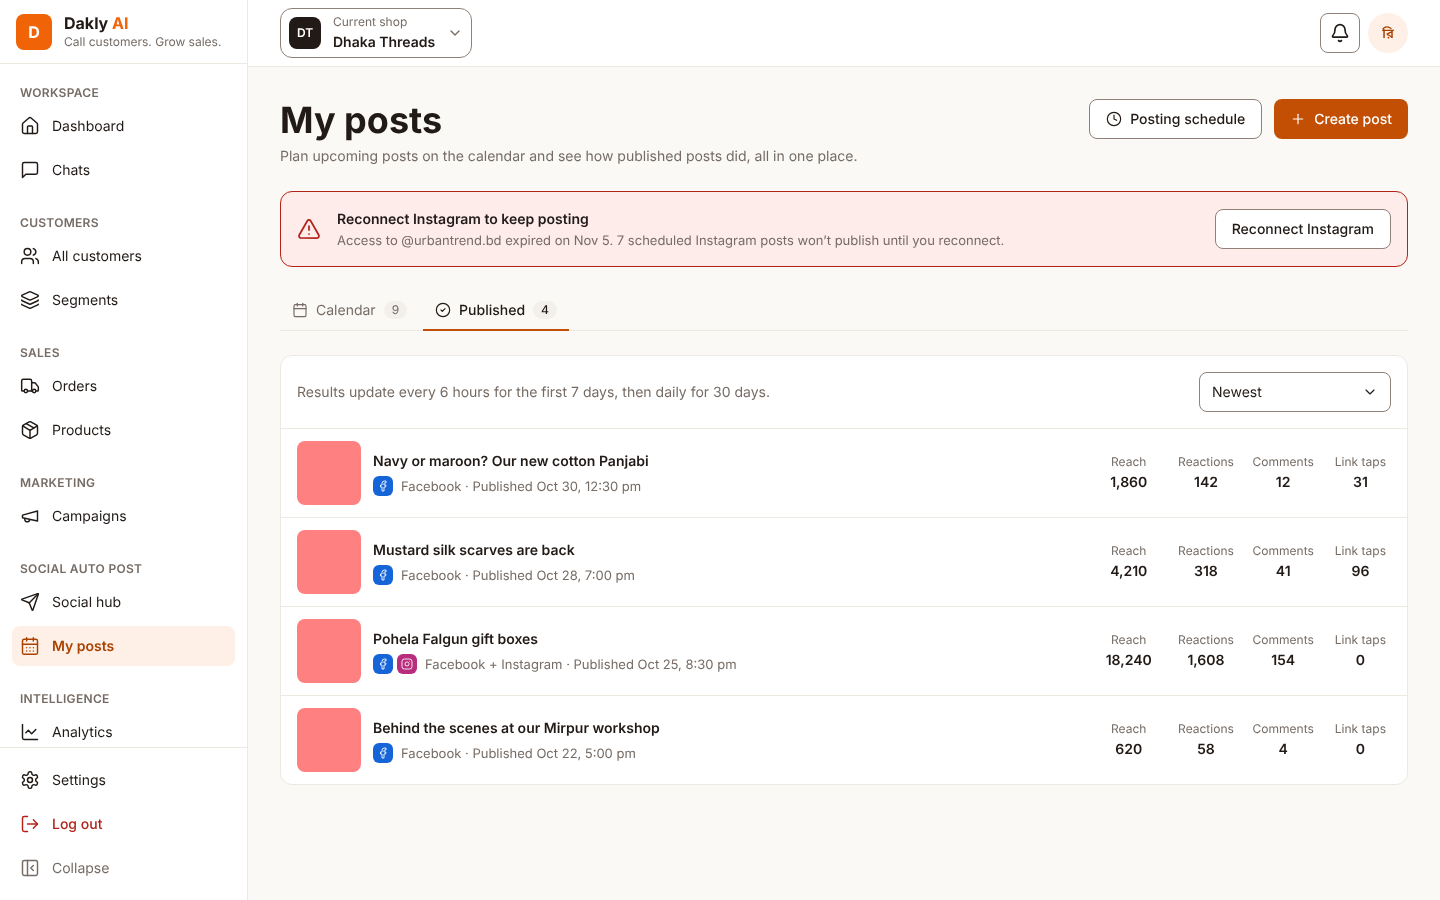 D
Dakly AI
Call customers. Grow sales.
DT
Current shop
Dhaka Threads
রি
WORKSPACE
Dashboard
Chats
CUSTOMERS
All customers
Segments
SALES
Orders
Products
MARKETING
Campaigns
SOCIAL AUTO POST
Social hub
My posts
INTELLIGENCE
Analytics
Settings
Log out
Collapse
My posts
Plan upcoming posts on the calendar and see how published posts did, all in one place.
Posting schedule
Create post
Reconnect Instagram to keep posting
Access to @urbantrend.bd expired on Nov 5. 7 scheduled Instagram posts won’t publish until you reconnect.
Reconnect Instagram
Calendar 9
Published 4
Results update every 6 hours for the first 7 days, then daily for 30 days.
Newest
Navy or maroon? Our new cotton Panjabi
Facebook · Published Oct 30, 12:30 pm
Reach Reactions Comments Link taps
1,860 142 12 31
Mustard silk scarves are back
Facebook · Published Oct 28, 7:00 pm
Reach Reactions Comments Link taps
4,210 318 41 96
Pohela Falgun gift boxes
Facebook + Instagram · Published Oct 25, 8:30 pm
Reach Reactions Comments Link taps
18,240 1,608 154 0
Behind the scenes at our Mirpur workshop
Facebook · Published Oct 22, 5:00 pm
Reach Reactions Comments Link taps
620 58 4 0